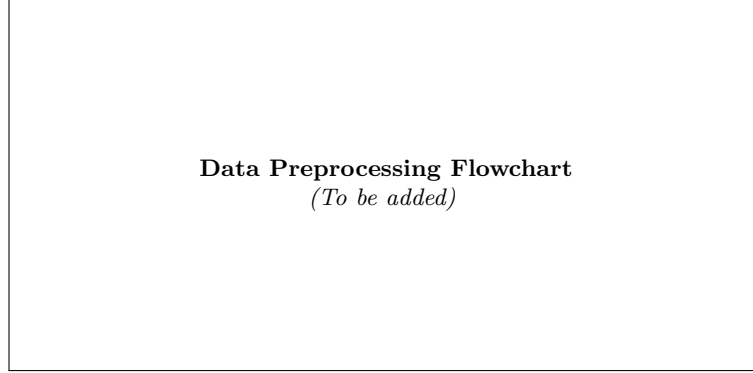 Data Preprocessing Flowchart
(To be added)